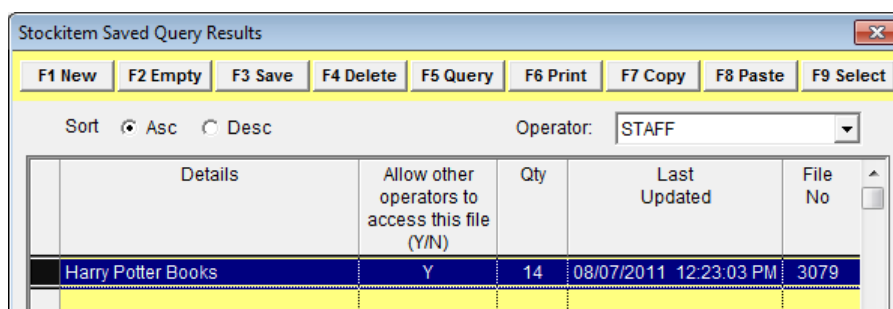 Stockitem Saved Query Results
F1 New F2 Empty F3 Save F4 Delete F5 Query F6 Print F7 Copy F8 Paste F9 Select
Sort Asc Desc Operator: STAFF
Details Allow other operators to access this file (Y/N) Qty Last Updated File No
Harry Potter Books Y 14 08/07/2011 12:23:03 PM 3079